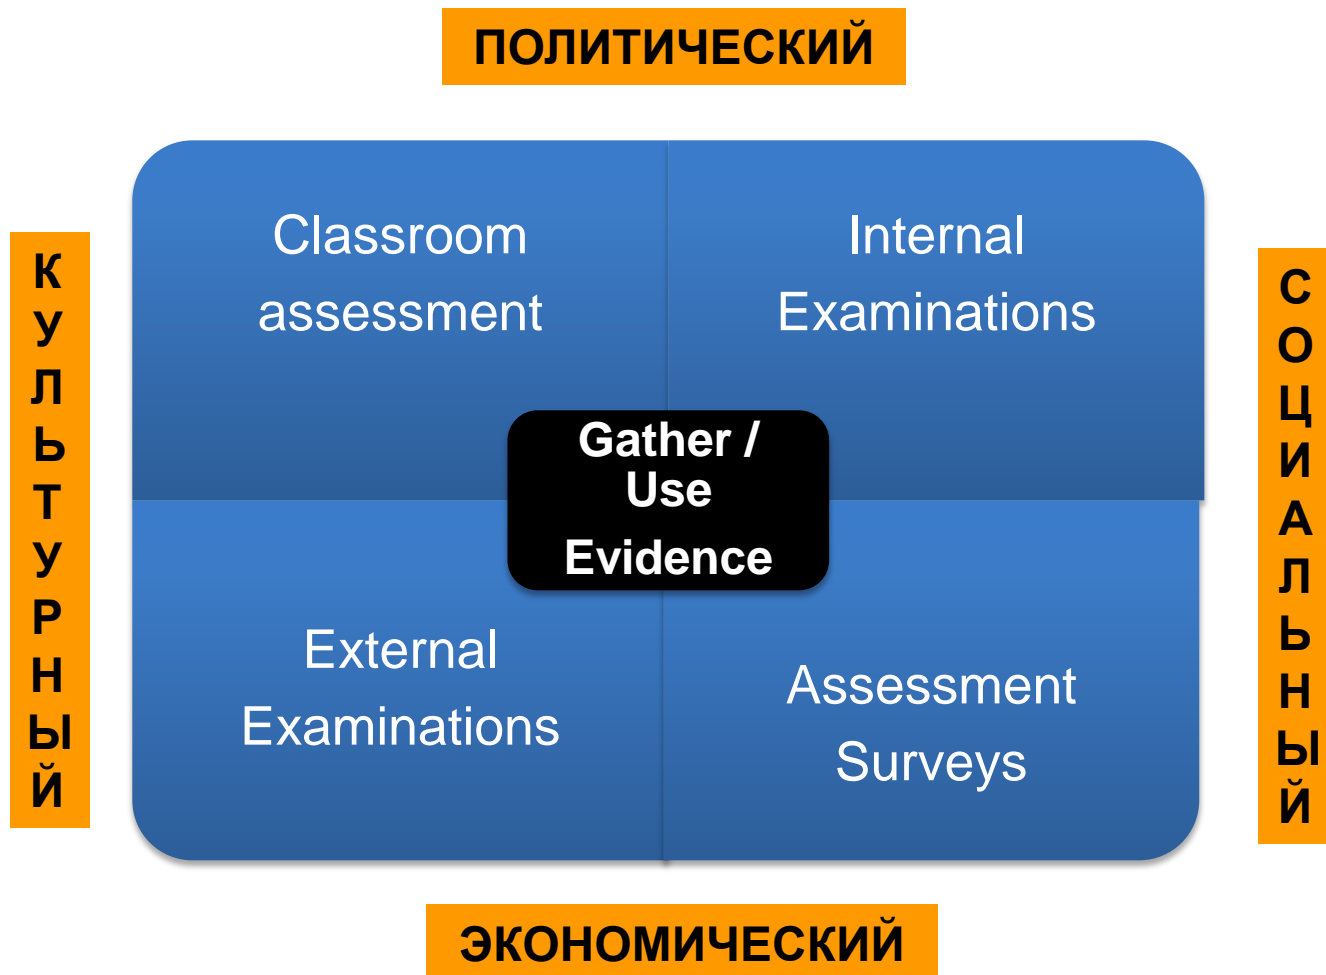 ПОЛИТИЧЕСКИЙ
КУЛЬТУРНЫЙ
Classroom
assessment
Internal
Examinations
Gather /
Use
Evidence
External
Examinations
Assessment
Surveys
СОЦИАЛЬНЫЙ
ЭКОНОМИЧЕСКИЙ